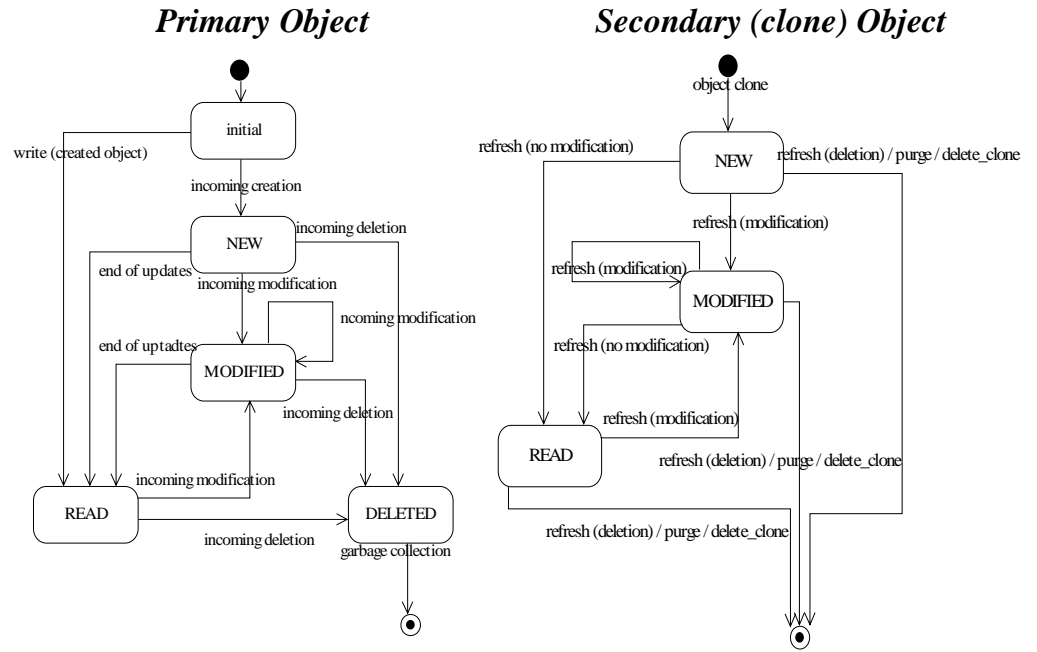 Primary Object
initial
write (created object)
incoming creation
NEW
incoming deletion
end of updates
incoming modification
ncoming modification
end of uptadtes
MODIFIED
incoming deletion
incoming modification
READ
DELETED
incoming deletion
garbage collection
Secondary (clone) Object
object clone
refresh (no modification)
NEW
refresh (deletion) / purge / delete_clone
refresh (modification)
refresh (modification)
MODIFIED
refresh (no modification)
refresh (modification)
READ
refresh (deletion) / purge / delete_clone
refresh (deletion) / purge / delete_clone